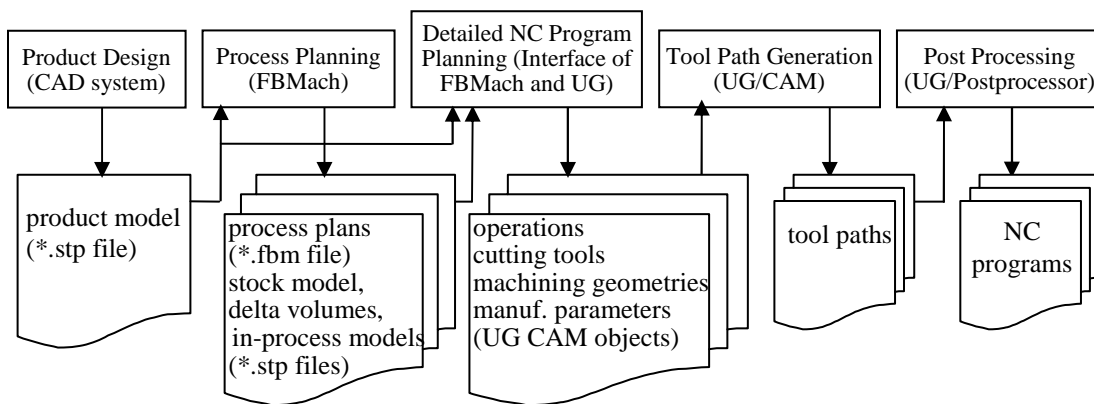 Product Design
(CAD system)
Process Planning
(FBMach)
Detailed NC Program
Planning (Interface of
FBMach and UG)
Tool Path Generation
(UG/CAM)
Post Processing
(UG/Postprocessor)
product model
(*.stp file)
process plans
(*.fbm file)
stock model,
delta volumes,
in-process models
(*.stp files)
operations
cutting tools
machining geometries
manuf. parameters
(UG CAM objects)
tool paths
NC
programs